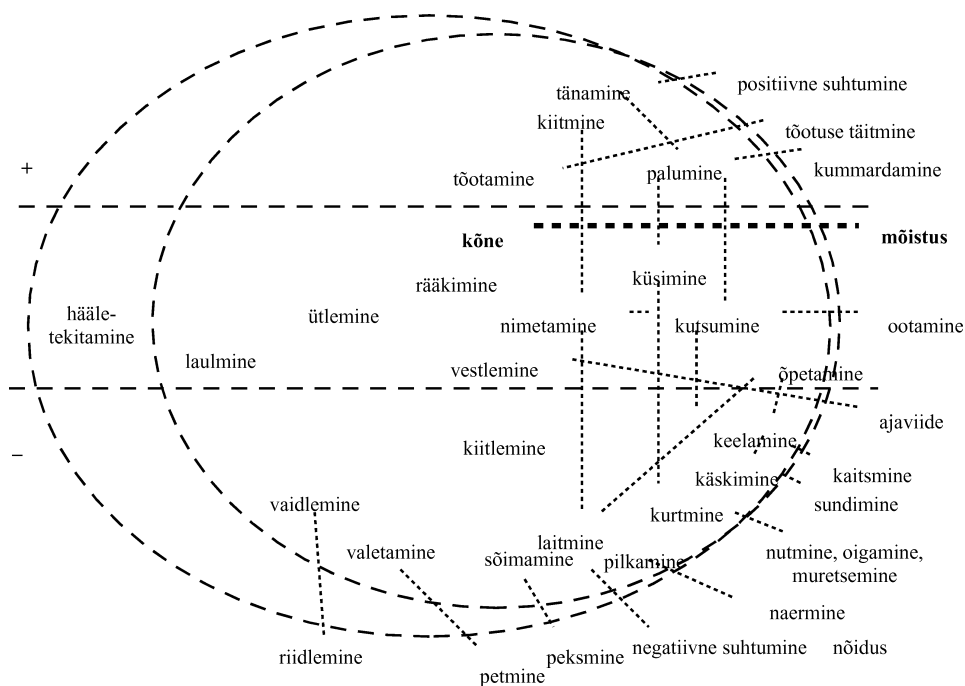 positiivne suhtumine
tänamine
kiitmine
tõotuse täitmine
+
palumine
kummardamine
tõotamine
kõne
mõistus
rääkimine
küsimine
hääle-
tekitamine
ütlemine
nimetamine
kutsumine
ootamine
laulmine
vestlemine
õpetamine
ajaviide
kiitlemine
keelamine
–
käskimine
kaitsmine
vaidlemine
kurtmine
sundimine
valetamine
laitmine
sõimamine
pilkamine
nutmine, oigamine,
muretsemine
naermine
riidlemine
peksmine
negatiivne suhtumine
nõidus
petmine